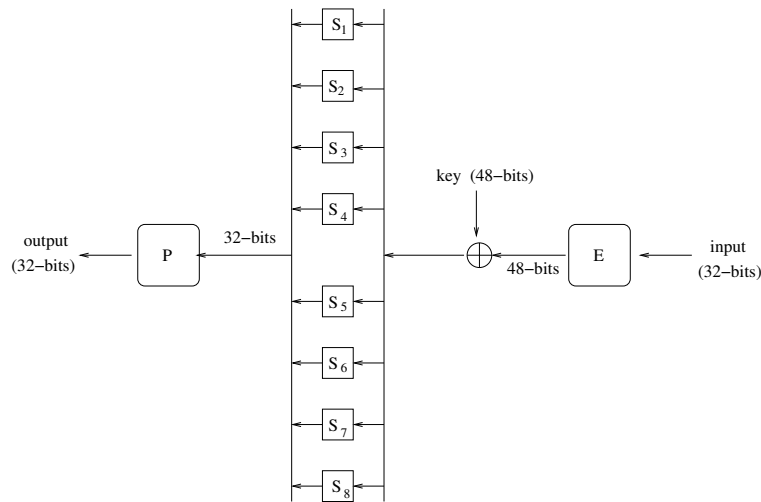 S1
S2
S3
key (48−bits)
S4
output
(32−bits)
P
32−bits
48−bits
E
input
(32−bits)
S5
S6
S7
S8